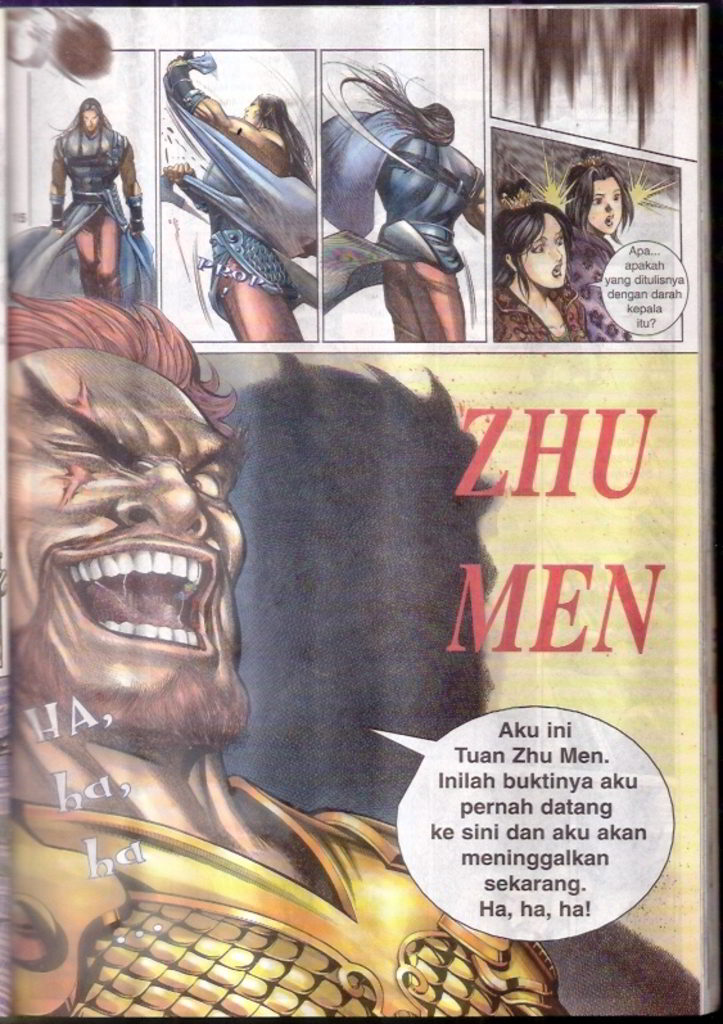 PROP
Apa...
apakah
yang ditulisnya
dengan darah
kepala
itu?
ZHU
MEN
HA,
ha,
ha
...
Aku ini
Tuan Zhu Men.
Inilah buktinya aku
pernah datang
ke sini dan aku akan
meninggalkan
sekarang.
Ha, ha, ha!